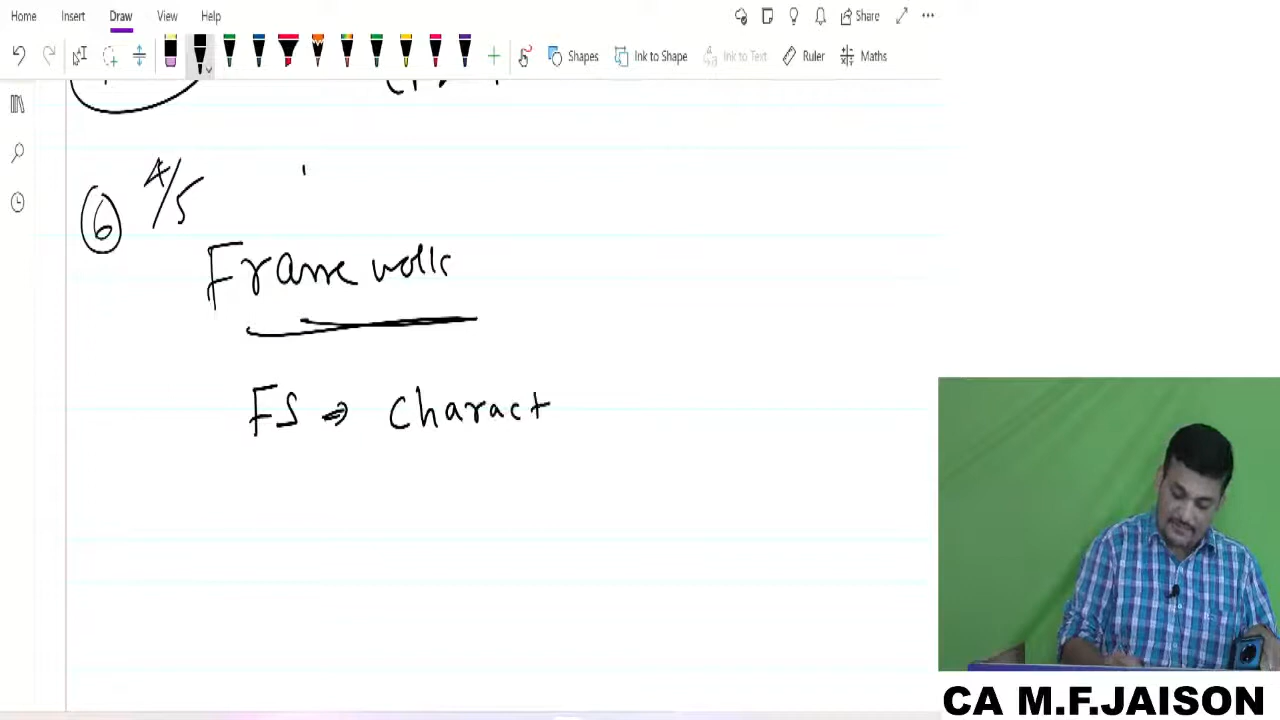 Home Insert Draw View Help Share
Shapes Ink to Shape Ink to Text Ruler Maths
6 4/5
Framewolk
FS ⇒ Charact
CA M.F.JAISON